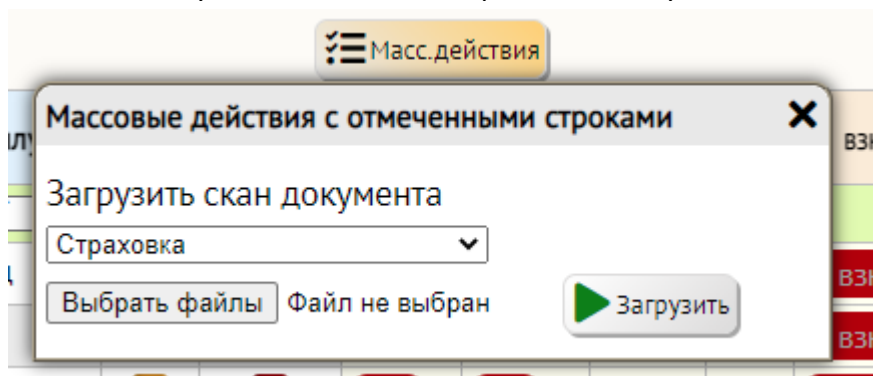 Масс.действия
Массовые действия с отмеченными строками
Загрузить скан документа
Страховка
Выбрать файлы Файл не выбран
Загрузить